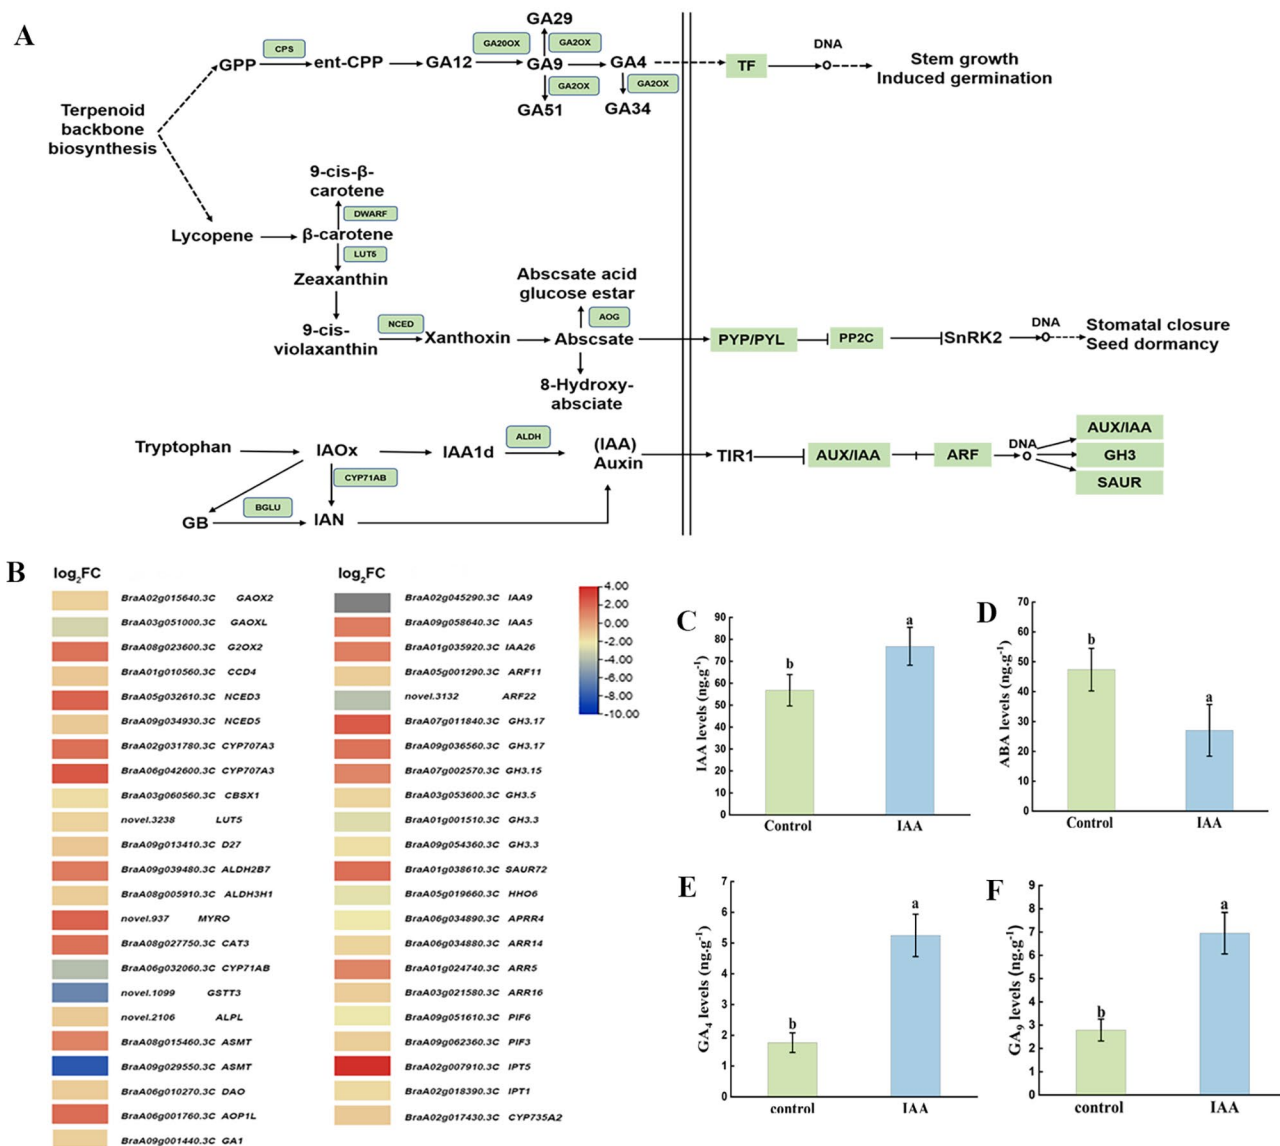 A
GA29
CPS
GA20OX
GA2OX
DNA
GPP
ent-CPP
GA12
GA9
GA4
TF
Stem growth
Induced germination
GA2OX
GA2OX
GA51
GA34
Terpenoid
backbone
biosynthesis
9-cis-β-
carotene
DWARF
Lycopene
β-carotene
LUT5
Zeaxanthin
Abscsate acid
glucose estar
9-cis-
violaxanthin
NCED
Xanthoxin
AOG
Abscsate
PYP/PYL
PP2C
SnRK2
DNA
Stomatal closure
Seed dormancy
8-Hydroxy-
absciate
Tryptophan
IAOx
IAA1d
ALDH
(IAA)
Auxin
TIR1
AUX/IAA
ARF
DNA
AUX/IAA
GH3
SAUR
CYP71AB
BGLU
GB
IAN
B
log2FC
BraA02g015640.3C GAOX2
BraA03g051000.3C GAOXL
BraA08g023600.3C G2OX2
BraA01g010560.3C CCD4
BraA05g032610.3C NCED3
BraA09g034930.3C NCED5
BraA02g031780.3C CYP707A3
BraA06g042600.3C CYP707A3
BraA03g060560.3C CBSX1
novel.3238 LUT5
BraA09g013410.3C D27
BraA09g039480.3C ALDH2B7
BraA08g005910.3C ALDH3H1
novel.937 MYRO
BraA08g027750.3C CAT3
BraA06g032060.3C CYP71AB
novel.1099 GSTT3
novel.2106 ALPL
BraA08g015460.3C ASMT
BraA09g029550.3C ASMT
BraA06g010270.3C DAO
BraA06g001760.3C AOP1L
BraA09g001440.3C GA1
log2FC
BraA02g045290.3C IAA9
BraA09g058640.3C IAA5
BraA01g035920.3C IAA26
BraA05g001290.3C ARF11
novel.3132 ARF22
BraA07g011840.3C GH3.17
BraA09g036560.3C GH3.17
BraA07g002570.3C GH3.15
BraA03g053600.3C GH3.5
BraA01g001510.3C GH3.3
BraA09g054360.3C GH3.3
BraA01g038610.3C SAUR72
BraA05g019660.3C HHO6
BraA06g034890.3C APRR4
BraA06g034880.3C ARR14
BraA01g024740.3C ARR5
BraA03g021580.3C ARR16
BraA09g051610.3C PIF6
BraA09g062360.3C PIF3
BraA02g007910.3C IPT5
BraA02g018390.3C IPT1
BraA02g017430.3C CYP735A2
4.00
2.00
-0.00
-2.00
-4.00
-6.00
-8.00
-10.00
C
IAA levels (ng.g-1)
90
80
70
60
50
40
30
20
10
0
b
a
Control
IAA
D
ABA levels (ng.g-1)
70
60
50
40
30
20
10
0
b
a
Control
IAA
E
GA4 levels (ng.g-1)
7
6
5
4
3
2
1
0
b
a
control
IAA
F
GA9 levels (ng.g-1)
9
8
7
6
5
4
3
2
1
0
b
a
control
IAA